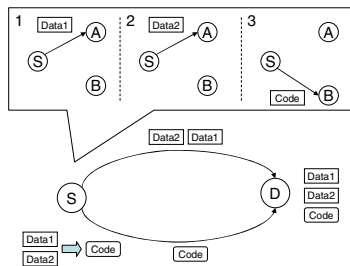 1 Data1 A S B
2 Data2 A S B
3 A S Code B
Data2 Data1
S D
Data1
Data2
Code
Data1 Data2 Code
Code